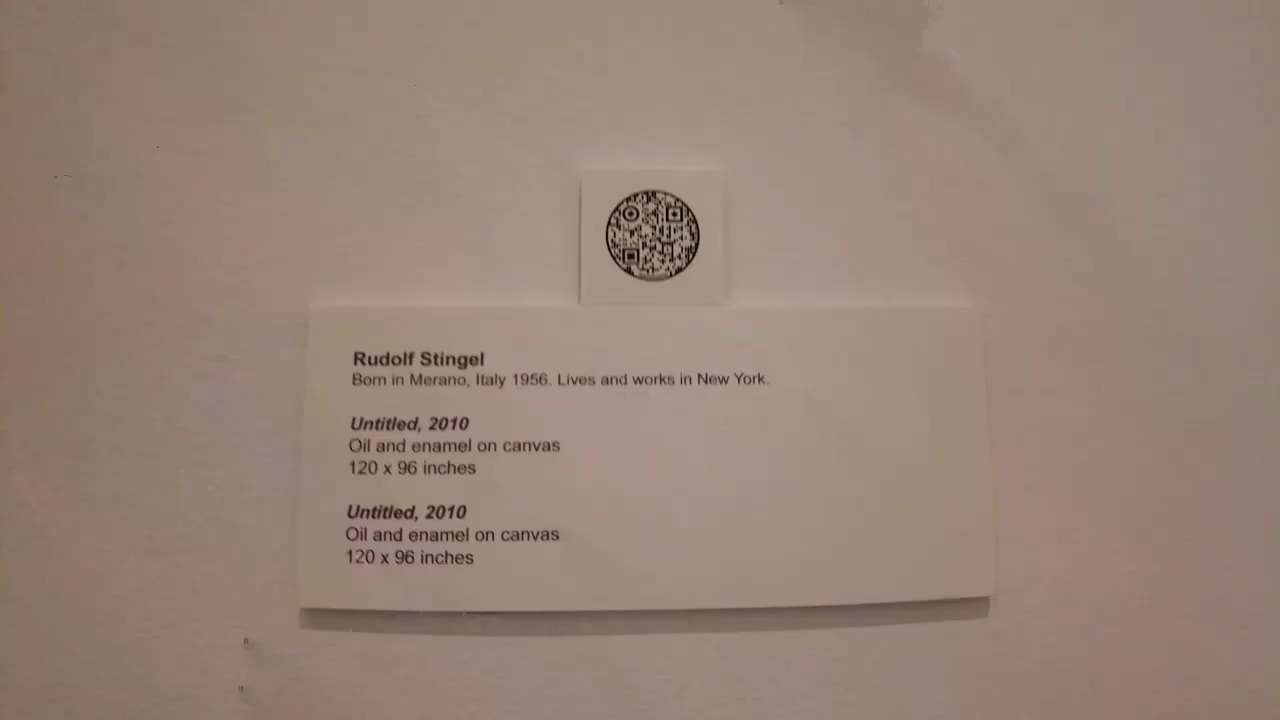 Rudolf Stingel
Born in Merano, Italy 1956. Lives and works in New York.
Untitled, 2010
Oil and enamel on canvas
120 x 96 inches
Untitled, 2010
Oil and enamel on canvas
120 x 96 inches